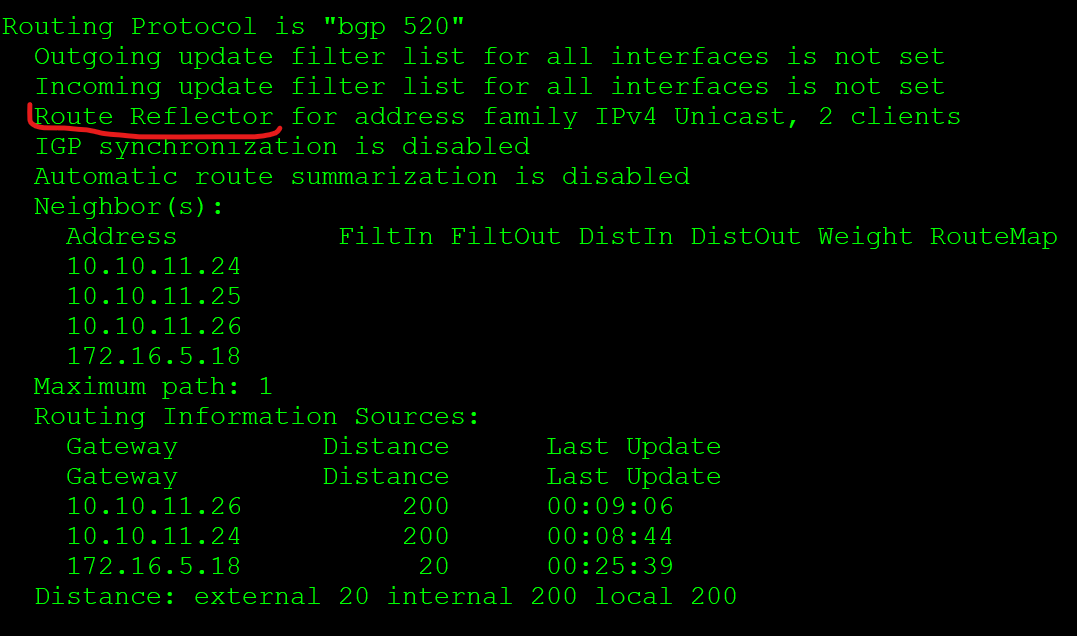 Routing Protocol is "bgp 520"
  Outgoing update filter list for all interfaces is not set
  Incoming update filter list for all interfaces is not set
  Route Reflector for address family IPv4 Unicast, 2 clients
  IGP synchronization is disabled
  Automatic route summarization is disabled
  Neighbor(s):
    Address          FiltIn FiltOut DistIn DistOut Weight RouteMap
    10.10.11.24
    10.10.11.25
    10.10.11.26
    172.16.5.18
  Maximum path: 1
  Routing Information Sources:
    Gateway         Distance      Last Update
    Gateway         Distance      Last Update
    10.10.11.26          200      00:09:06
    10.10.11.24          200      00:08:44
    172.16.5.18           20      00:25:39
  Distance: external 20 internal 200 local 200